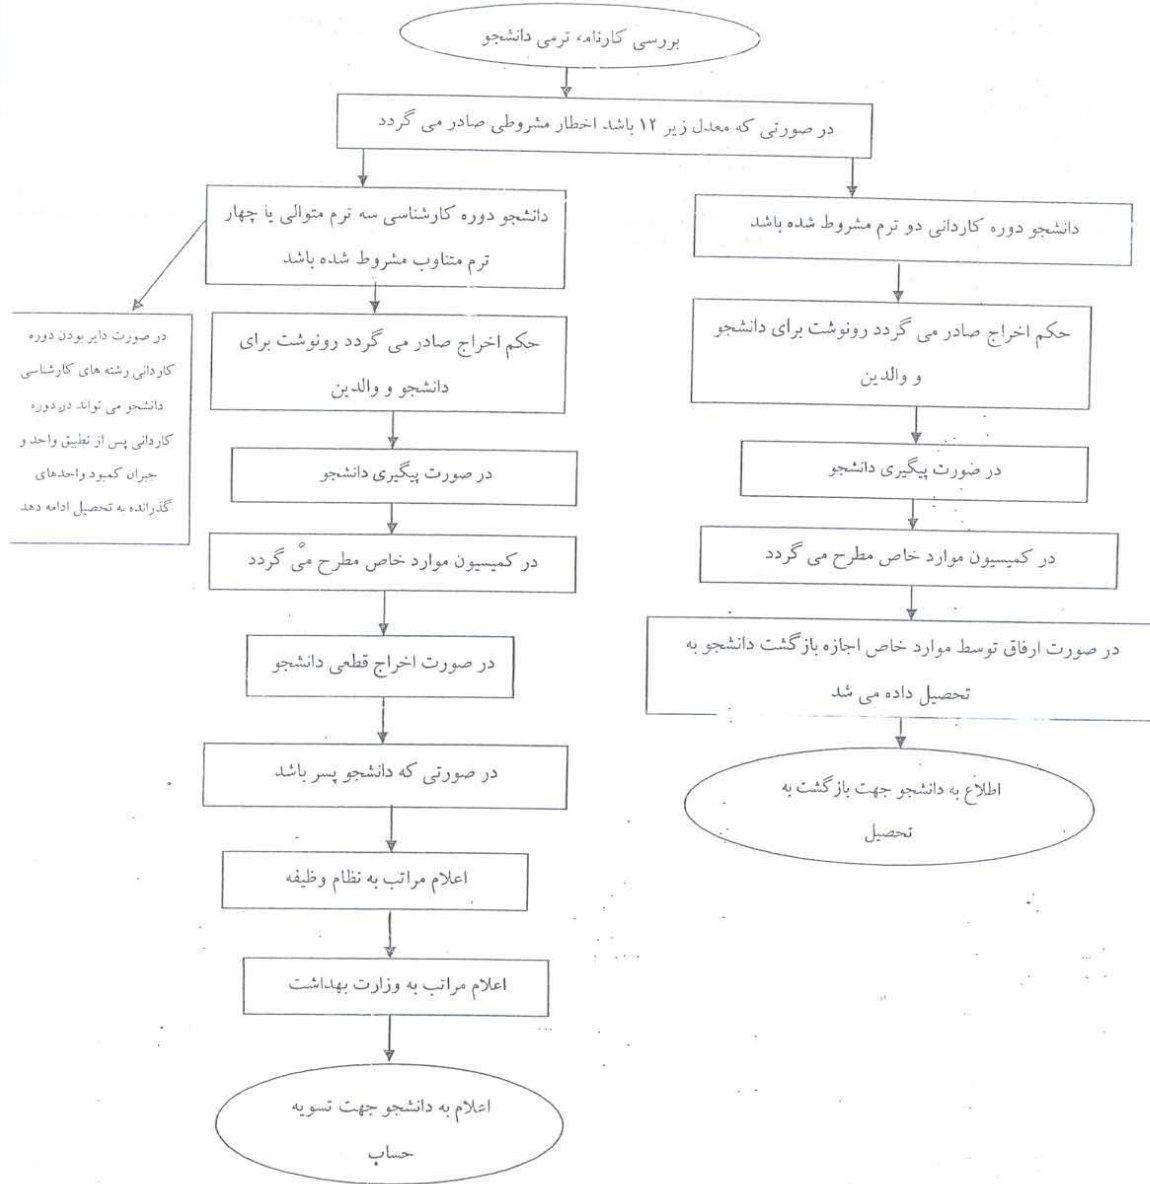 بررسی کارنامه ترمی دانشجو
در صورتی که معدل زیر ۱۲ باشد اخطار مشروطی صادر می گردد
دانشجو دوره کاردانی دو ترم مشروط شده باشد
حکم اخراج صادر می گردد رونوشت برای دانشجو
و والدین
در صورت پیگیری دانشجو
در کمیسیون موارد خاص مطرح می گردد
در صورت ارفاق توسط موارد خاص اجازه بازگشت دانشجو به
تحصیل داده می شد
اطلاع به دانشجو جهت بازگشت به
تحصیل
دانشجو دوره کارشناسی سه ترم متوالی یا چهار
ترم متناوب مشروط شده باشد
حکم اخراج صادر می گردد رونوشت برای
دانشجو و والدین
در صورت پیگیری دانشجو
در کمیسیون موارد خاص مطرح می گردد
در صورت اخراج قطعی دانشجو
در صورتی که دانشجو پسر باشد
اعلام مراتب به نظام وظیفه
اعلام مراتب به وزارت بهداشت
اعلام به دانشجو جهت تسویه
حساب
در صورت دایر بودن دوره
کاردانی رشته های کارشناسی
دانشجو می تواند در دوره
کاردانی پس از تطبیق واحد و
جبران کمبود واحدهای
گذرانده به تحصیل ادامه دهد